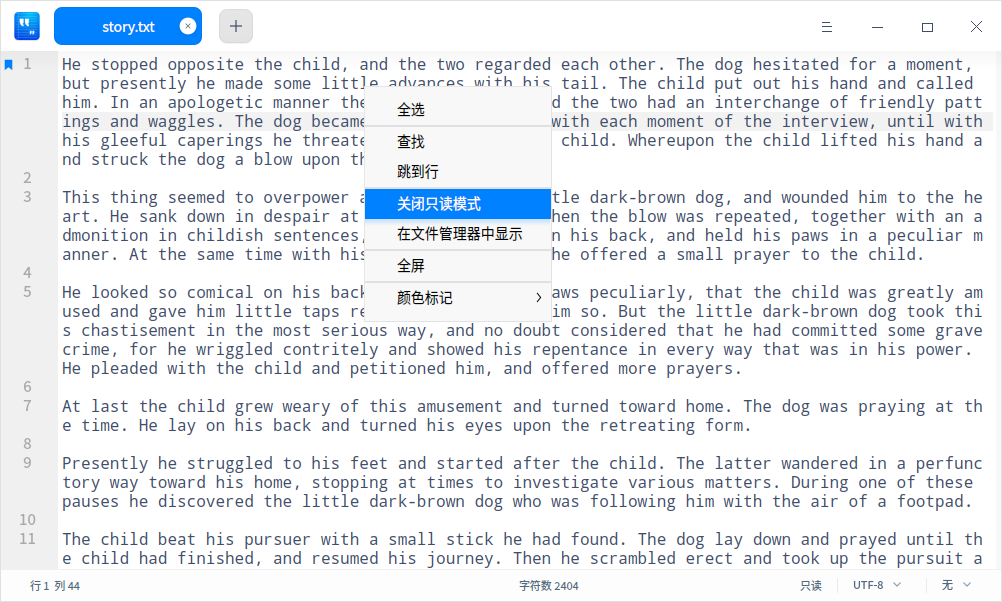 story.txt
1 He stopped opposite the child, and the two regarded each other. The dog hesitated for a moment,
but presently he made some little advances with his tail. The child put out his hand and called
him. In an apologetic manner the d the two had an interchange of friendly patt
ings and waggles. The dog became with each moment of the interview, until with
his gleeful caperings he threate child. Whereupon the child lifted his hand a
nd struck the dog a blow upon th
2
3 This thing seemed to overpower a tle dark-brown dog, and wounded him to the he
art. He sank down in despair at hen the blow was repeated, together with an a
dmonition in childish sentences, n his back, and held his paws in a peculiar m
anner. At the same time with his he offered a small prayer to the child.
4
5 He looked so comical on his back aws peculiarly, that the child was greatly am
used and gave him little taps re im so. But the little dark-brown dog took thi
s chastisement in the most serious way, and no doubt considered that he had committed some grave
crime, for he wriggled contritely and showed his repentance in every way that was in his power.
He pleaded with the child and petitioned him, and offered more prayers.
6
7 At last the child grew weary of this amusement and turned toward home. The dog was praying at th
e time. He lay on his back and turned his eyes upon the retreating form.
8
9 Presently he struggled to his feet and started after the child. The latter wandered in a perfunc
tory way toward his home, stopping at times to investigate various matters. During one of these
pauses he discovered the little dark-brown dog who was following him with the air of a footpad.
10
11 The child beat his pursuer with a small stick he had found. The dog lay down and prayed until th
e child had finished, and resumed his journey. Then he scrambled erect and took up the pursuit a
全选
查找
跳到行
关闭只读模式
在文件管理器中显示
全屏
颜色标记
行 1 列 44 字符数 2404 只读 UTF-8 无